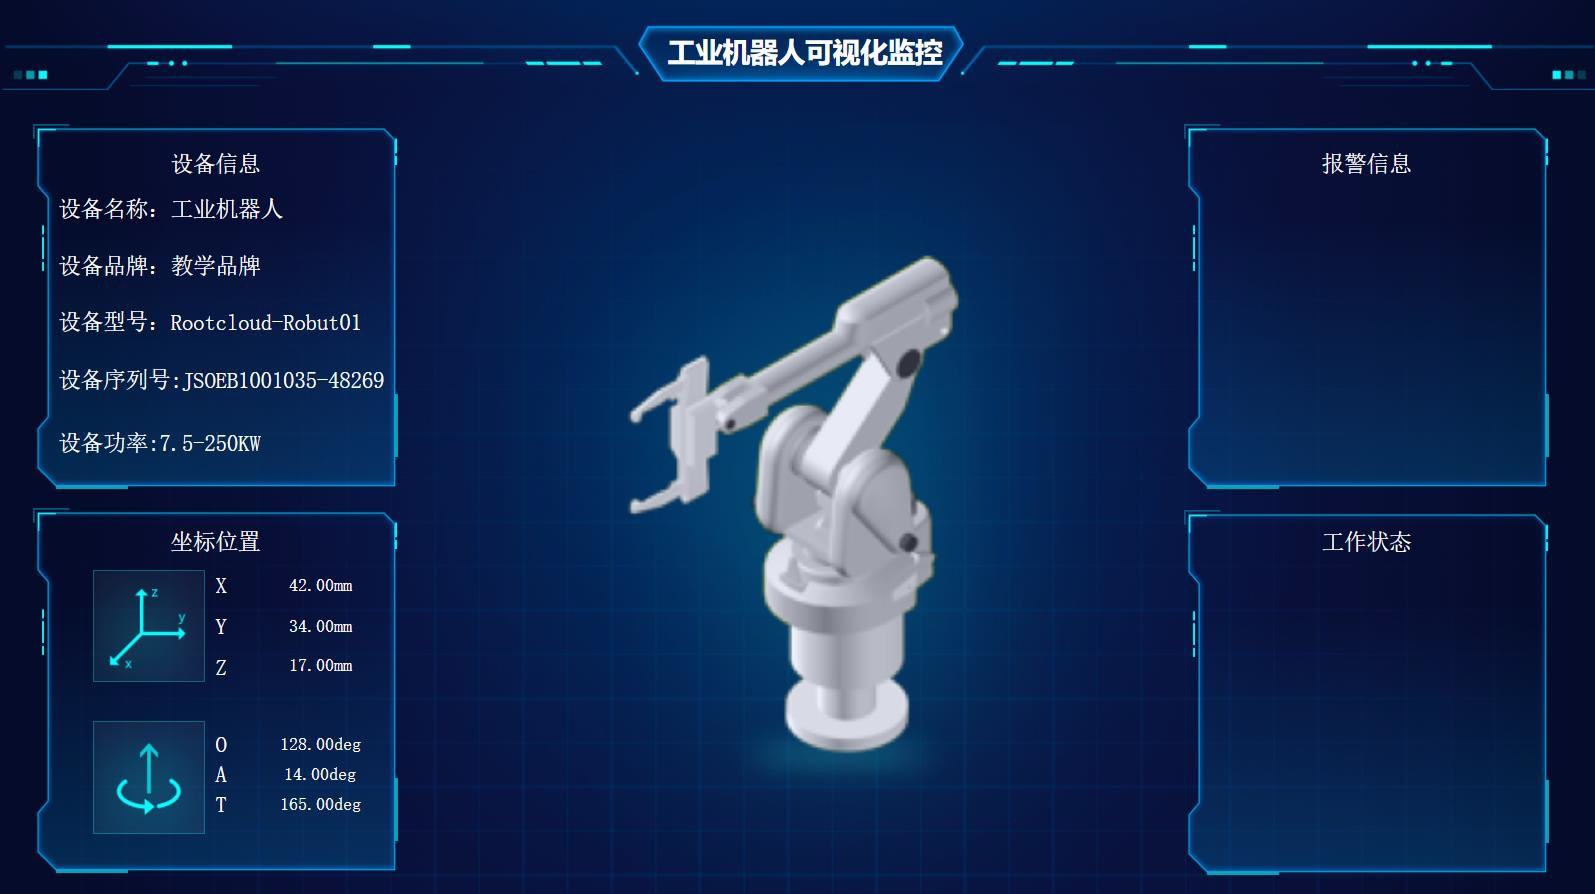 工业机器人可视化监控
设备信息
设备名称：工业机器人
设备品牌：教学品牌
设备型号：Rootcloud-Robut01
设备序列号:JSOEB1001035-48269
设备功率:7.5-250KW
坐标位置
z
y
x
X 42.00mm
Y 34.00mm
Z 17.00mm
O 128.00deg
A 14.00deg
T 165.00deg
报警信息
工作状态